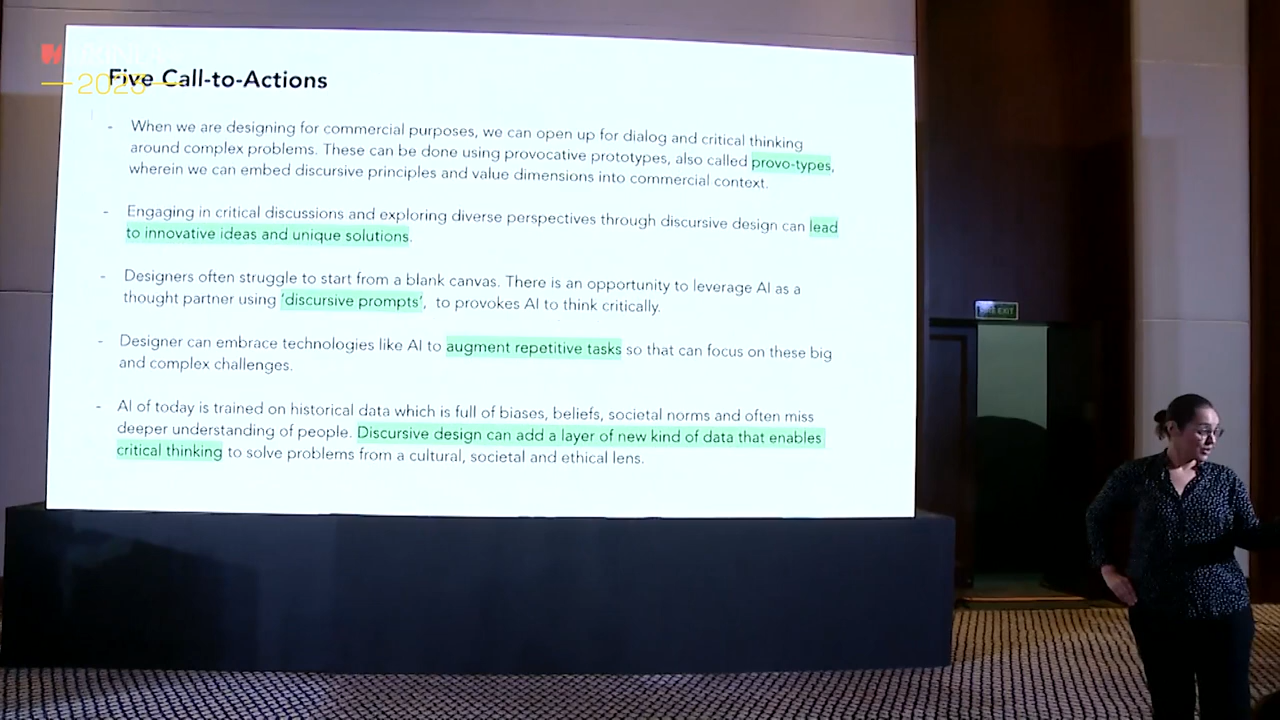 2023
Five Call-to-Actions
- When we are designing for commercial purposes, we can open up for dialog and critical thinking
around complex problems. These can be done using provocative prototypes, also called provo-types,
wherein we can embed discursive principles and value dimensions into commercial context.
- Engaging in critical discussions and exploring diverse perspectives through discursive design can lead
to innovative ideas and unique solutions.
- Designers often struggle to start from a blank canvas. There is an opportunity to leverage AI as a
thought partner using ‘discursive prompts’, to provokes AI to think critically.
- Designer can embrace technologies like AI to augment repetitive tasks so that can focus on these big
and complex challenges.
- AI of today is trained on historical data which is full of biases, beliefs, societal norms and often miss
deeper understanding of people. Discursive design can add a layer of new kind of data that enables
critical thinking to solve problems from a cultural, societal and ethical lens.
EXIT